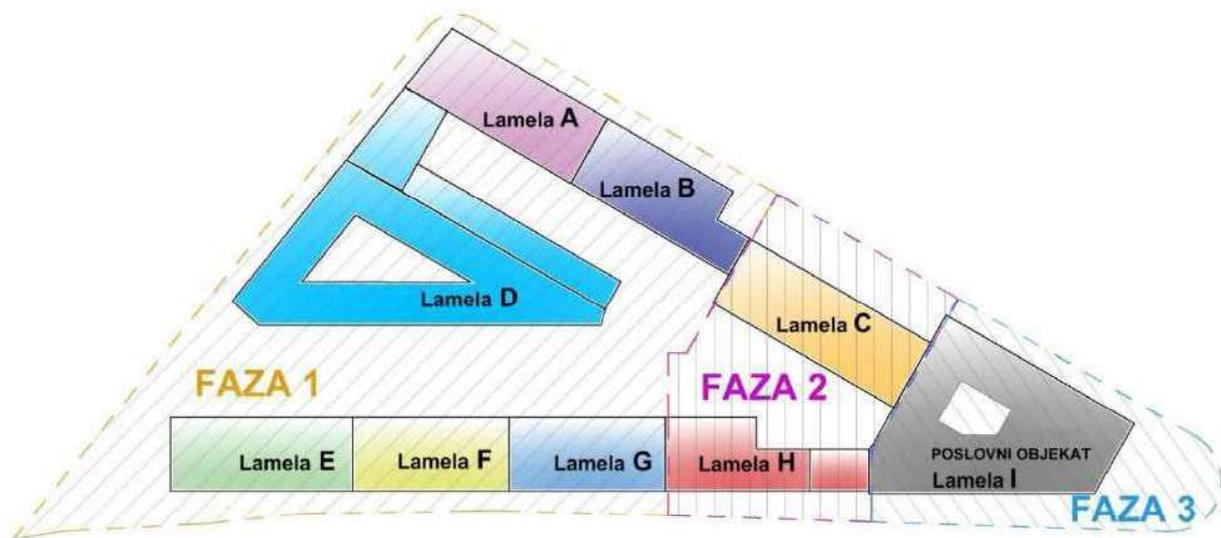 Lamela A
Lamela B
Lamela D
Lamela C
FAZA 1
FAZA 2
Lamela E
Lamela F
Lamela G
Lamela H
POSLOVNI OBJEKAT
Lamela I
FAZA 3